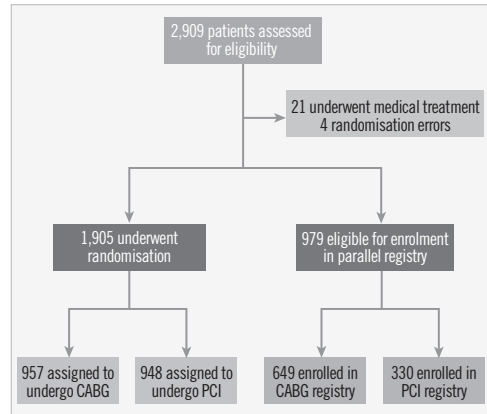 2,909 patients assessed
for eligibility
21 underwent medical treatment
4 randomisation errors
1,905 underwent
randomisation
979 eligible for enrolment
in parallel registry
957 assigned to
undergo CABG
948 assigned to
undergo PCI
649 enrolled in
CABG registry
330 enrolled in
PCI registry